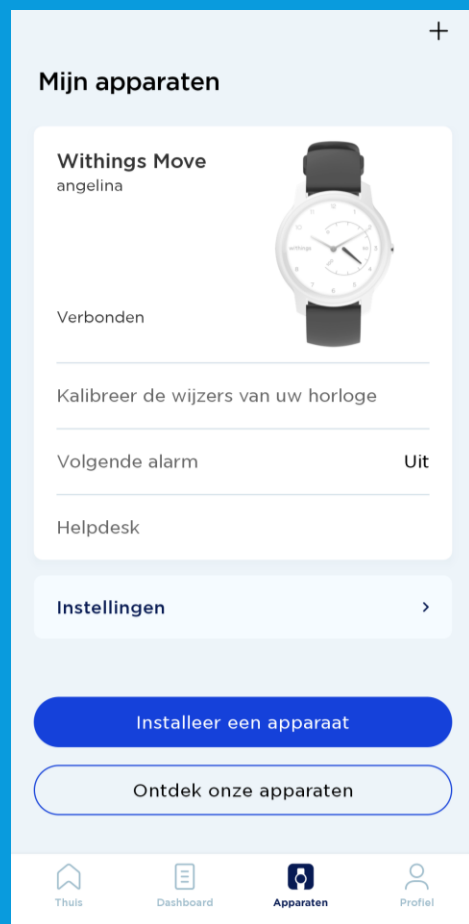 +
Mijn apparaten
Withings Move
angelina
withings
Verbonden
Kalibreer de wijzers van uw horloge
Volgende alarm Uit
Helpdesk
Instellingen
Installeer een apparaat
Ontdek onze apparaten
Thuis Dashboard Apparaten Profiel